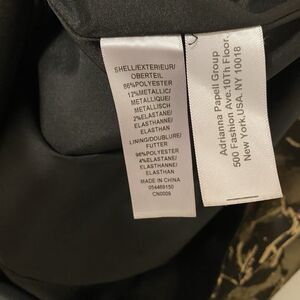 SHELL/EXTERIEUR/
OBERTEIL
86%POLYESTER
12%METALLIC/
METALLIQUE/
METALLISCH
2%ELASTANE/
ELASTHANNE/
ELASTHAN
LINING/DOUBLURE/
FUTTER
96%POLYESTER
4%ELASTANE/
ELASTHANNE/
ELASTHAN
MADE IN CHINA
054469150
CN0009
Adrianna Papell Group
500 Fashion Ave.10Th Floor,
New York.USA. NY 10018